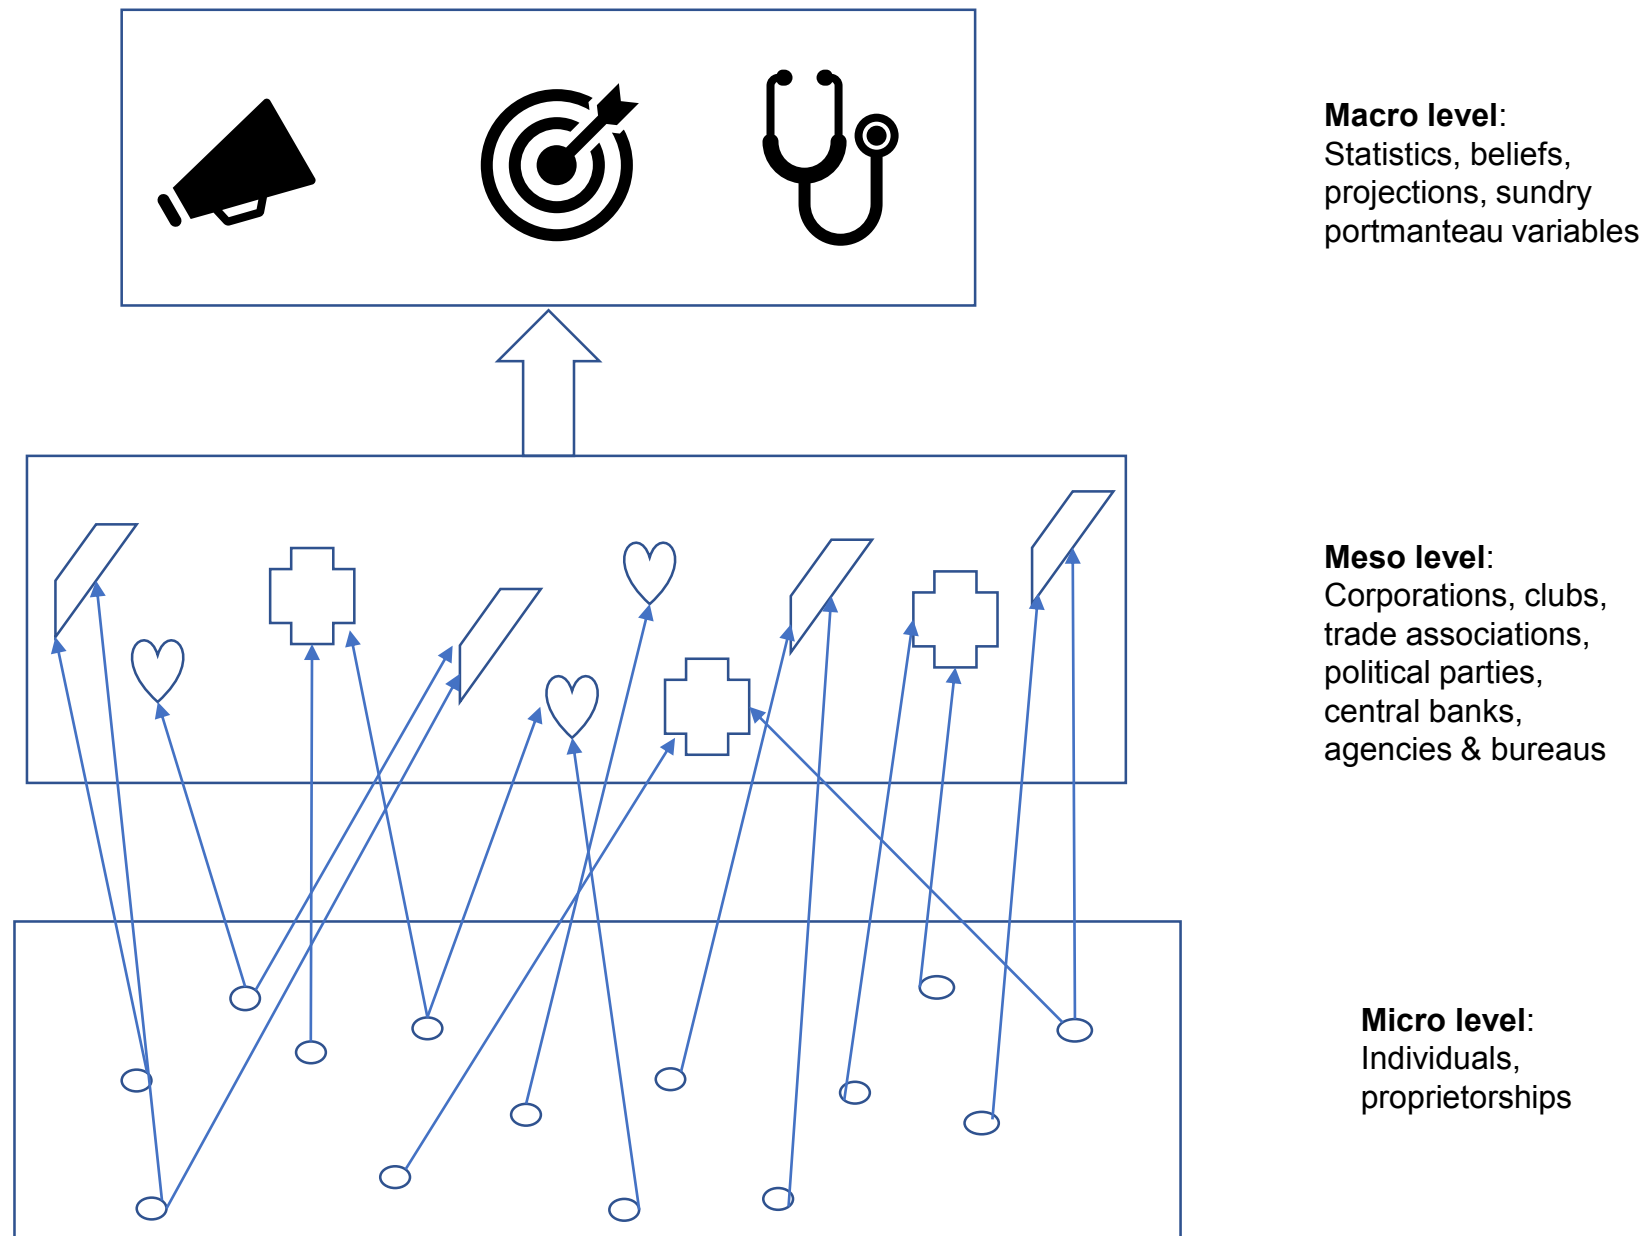 Macro level:
Statistics, beliefs,
projections, sundry
portmanteau variables
Meso level:
Corporations, clubs,
trade associations,
political parties,
central banks,
agencies & bureaus
Micro level:
Individuals,
proprietorships